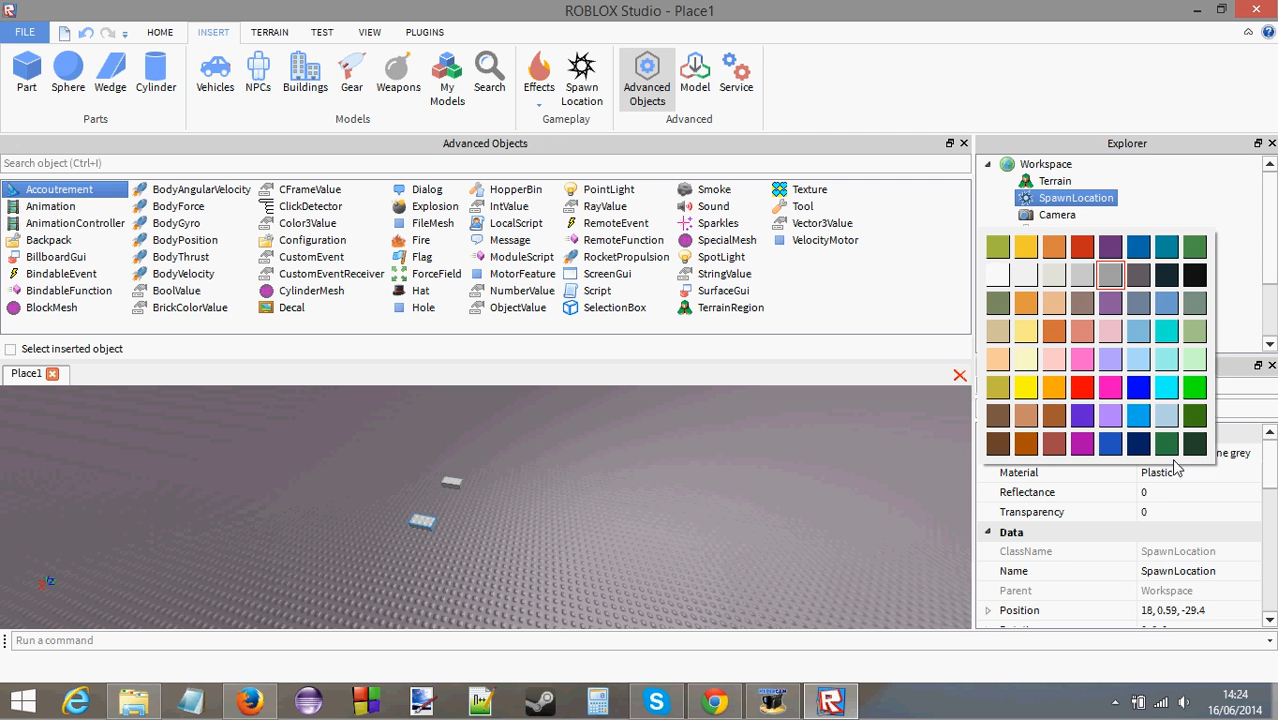 ROBLOX Studio - Place1
FILE HOME INSERT TERRAIN TEST VIEW PLUGINS
Part Sphere Wedge Cylinder Vehicles NPCs Buildings Gear Weapons My Models Search Effects Spawn Location Advanced Objects Model Service
Parts Models Gameplay Advanced
Advanced Objects
Explorer
Search object (Ctrl+I)
Workspace
Terrain
SpawnLocation
Camera
Accoutrement BodyAngularVelocity CFrameValue Dialog HopperBin PointLight Smoke Texture
Animation BodyForce ClickDetector Explosion IntValue RayValue Sound Tool
AnimationController BodyGyro Color3Value FileMesh LocalScript RemoteEvent Sparkles Vector3Value
Backpack BodyPosition Configuration Fire Message RemoteFunction SpecialMesh VelocityMotor
BillboardGui BodyThrust CustomEvent Flag ModuleScript RocketPropulsion SpotLight
BindableEvent BodyVelocity CustomEventReceiver ForceField MotorFeature ScreenGui StringValue
BindableFunction BoolValue CylinderMesh Hat NumberValue Script SurfaceGui
BlockMesh BrickColorValue Decal Hole ObjectValue SelectionBox TerrainRegion
Select inserted object
Place1
ne grey
Material Plastic
Reflectance 0
Transparency 0
Data
ClassName SpawnLocation
Name SpawnLocation
Parent Workspace
Position 18, 0.59, -29.4
Run a command
14:24
16/06/2014